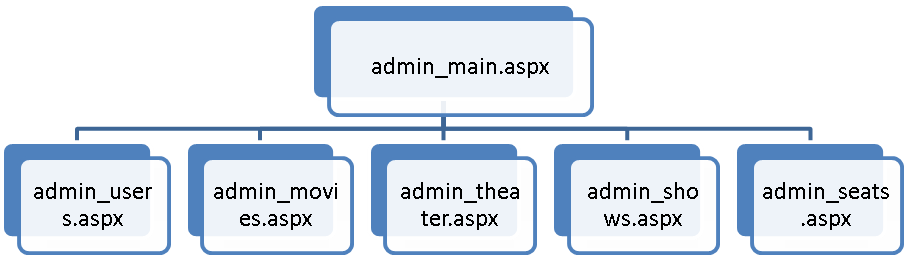 admin_main.aspx
admin_user
s.aspx
admin_movi
es.aspx
admin_thea
ter.aspx
admin_sho
ws.aspx
admin_seats
.aspx